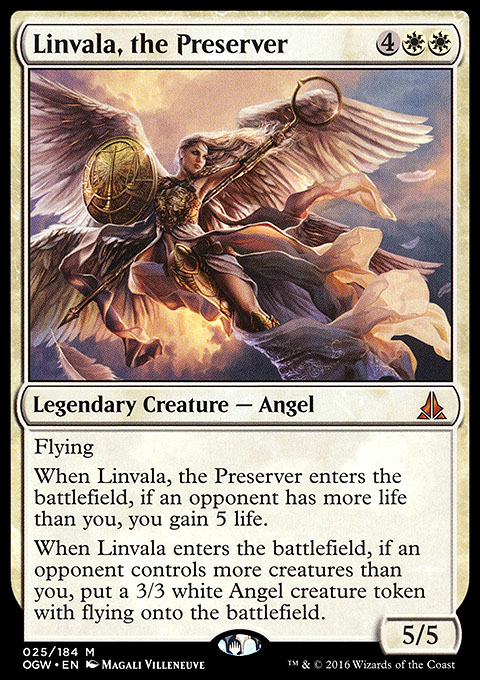 Linvala, the Preserver 4
Legendary Creature — Angel
Flying
When Linvala, the Preserver enters the
battlefield, if an opponent has more life
than you, you gain 5 life.
When Linvala enters the battlefield, if an
opponent controls more creatures than
you, put a 3/3 white Angel creature token
with flying onto the battlefield.
5/5
025/184 M
OGW • EN Magali Villeneuve
™ & © 2016 Wizards of the Coast